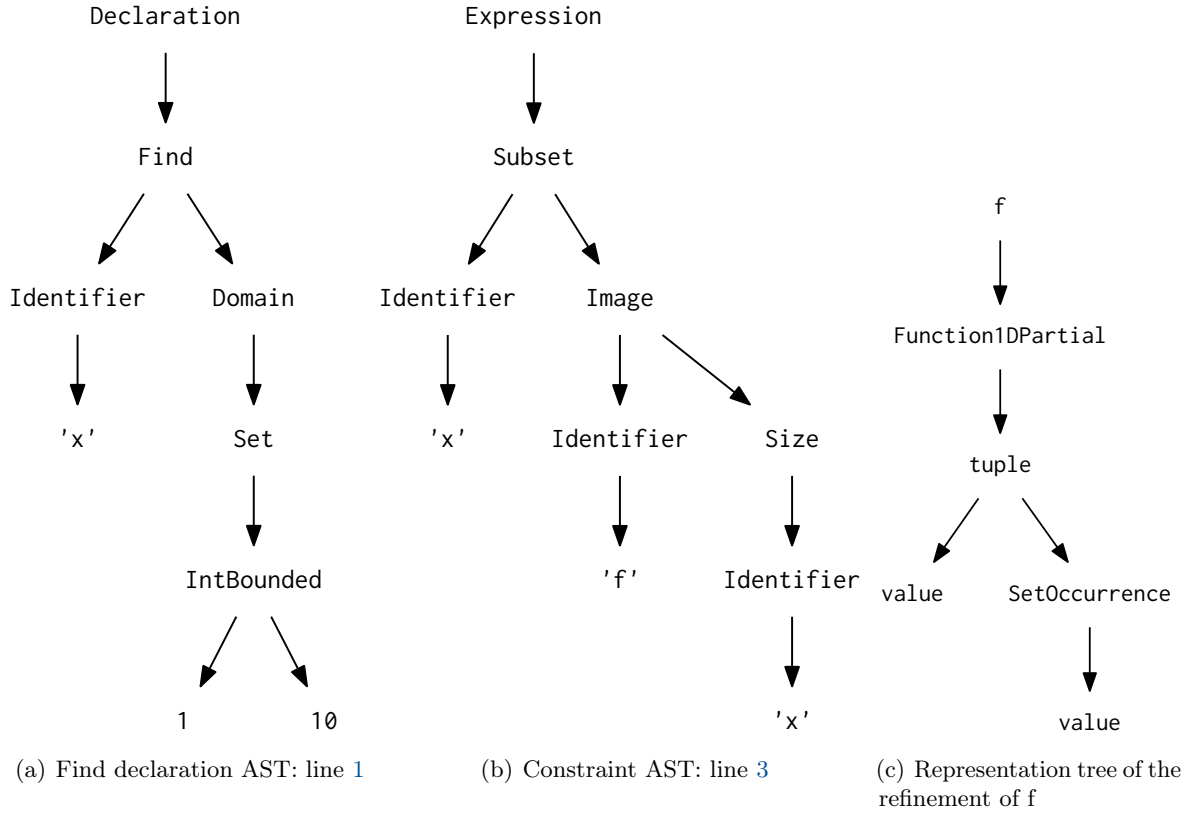 Declaration
Expression
Find
Subset
f
Identifier
Domain
Identifier
Image
Function1DPartial
'x'
Set
'x'
Identifier
Size
tuple
IntBounded
'f'
Identifier
value
SetOccurrence
1
10
'x'
value
(a) Find declaration AST: line 1
(b) Constraint AST: line 3
(c) Representation tree of the
refinement of f